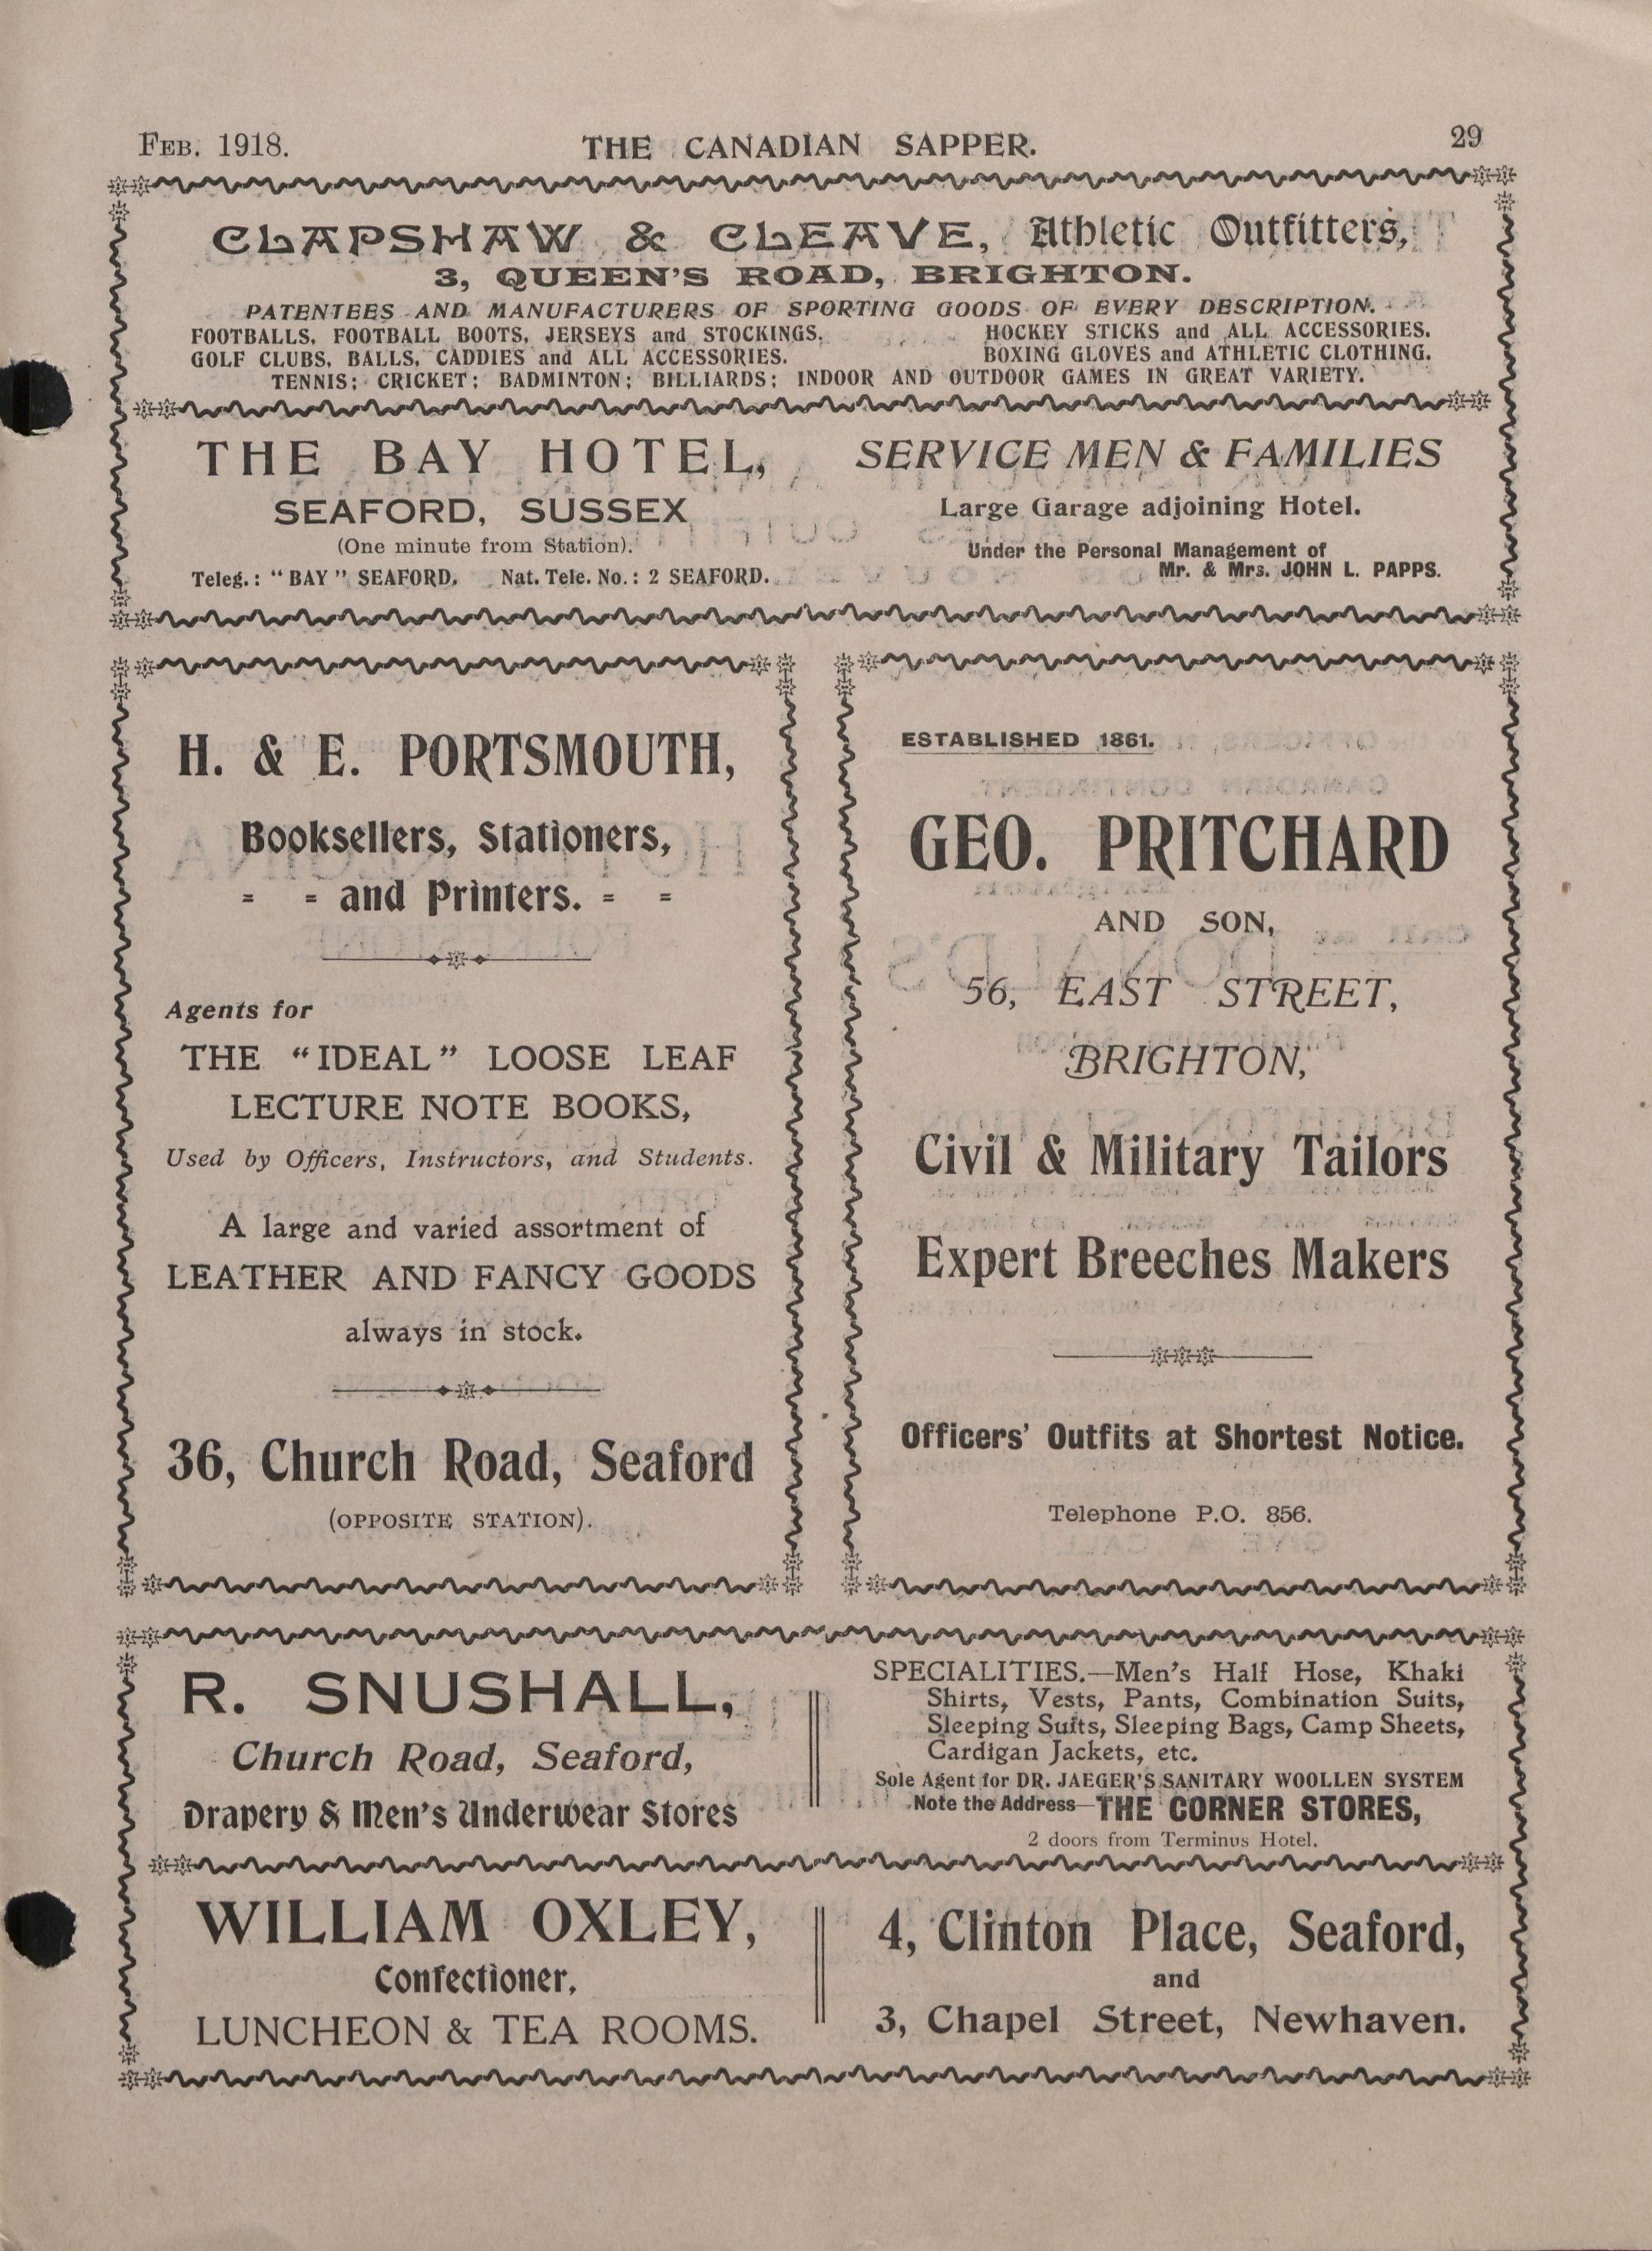 FEB. 1918. THE CANADIAN SAPPER. 29
CLAPSHAW & CLEAVE, Athletic Outfitters,
3, QUEEN'S ROAD, BRIGHTON.
PATENTEES AND MANUFACTURERS OF SPORTING GOODS OF EVERY DESCRIPTION.
FOOTBALLS, FOOTBALL BOOTS, JERSEYS and STOCKINGS. HOCKEY STICKS and ALL ACCESSORIES.
GOLF CLUBS, BALLS, CADDIES and ALL ACCESSORIES. BOXING GLOVES and ATHLETIC CLOTHING.
TENNIS; CRICKET; BADMINTON; BILLIARDS; INDOOR AND OUTDOOR GAMES IN GREAT VARIETY.
THE BAY HOTEL,
SEAFORD, SUSSEX
(One minute from Station).
Teleg.: "BAY" SEAFORD. Nat. Tele. No.: 2 SEAFORD.
SERVICE MEN & FAMILIES
Large Garage adjoining Hotel.
Under the Personal Management of
Mr. & Mrs. JOHN L. PAPPS.
H. & E. PORTSMOUTH,
Booksellers, Stationers,
= = and Printers. = =
Agents for
THE "IDEAL" LOOSE LEAF
LECTURE NOTE BOOKS,
Used by Officers, Instructors, and Students.
A large and varied assortment of
LEATHER AND FANCY GOODS
always in stock.
36, Church Road, Seaford
(OPPOSITE STATION).
ESTABLISHED 1861.
GEO. PRITCHARD
AND SON,
56, EAST STREET,
BRIGHTON,
Civil & Military Tailors
Expert Breeches Makers
Officers' Outfits at Shortest Notice.
Telephone P.O. 856.
R. SNUSHALL,
Church Road, Seaford,
Drapery & Men's Underwear Stores
SPECIALITIES.—Men's Half Hose, Khaki
Shirts, Vests, Pants, Combination Suits,
Sleeping Suits, Sleeping Bags, Camp Sheets,
Cardigan Jackets, etc.
Sole Agent for DR. JAEGER'S SANITARY WOOLLEN SYSTEM
Note the Address—THE CORNER STORES,
2 doors from Terminus Hotel.
WILLIAM OXLEY,
Confectioner,
LUNCHEON & TEA ROOMS.
4, Clinton Place, Seaford,
and
3, Chapel Street, Newhaven.